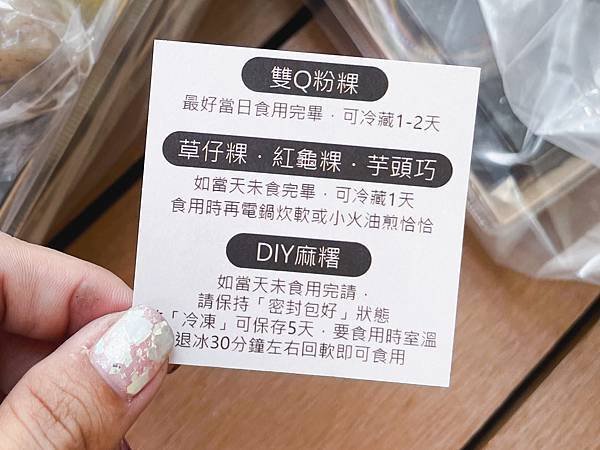 雙Q粉粿
最好當日食用完畢，可冷藏1-2天
草仔粿．紅龜粿．芋頭巧
如當天未食完畢，可冷藏1天
食用時再電鍋炊軟或小火油煎恰恰
DIY麻糬
如當天未食用完請，
請保持「密封包好」狀態
「冷凍」可保存5天，要食用時室溫
退冰30分鐘左右回軟即可食用